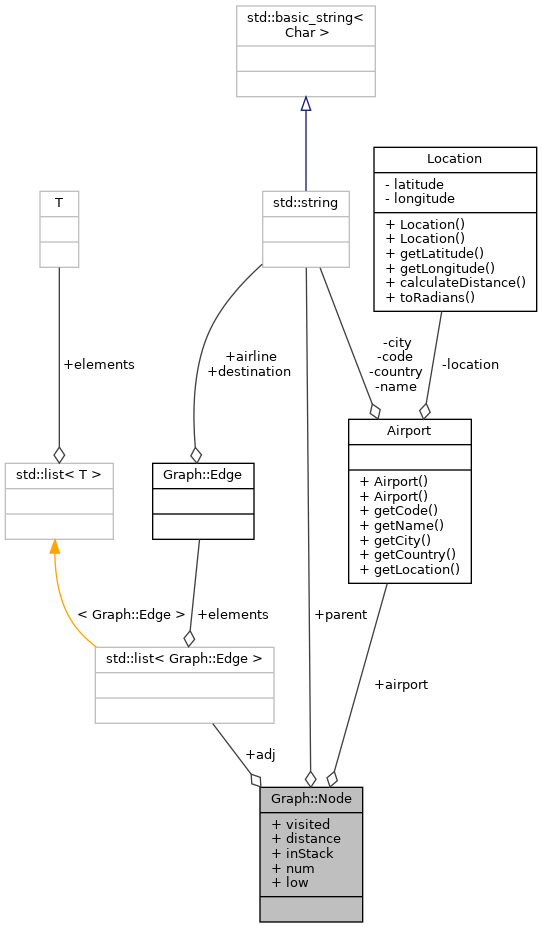 std::basic_string<
Char >
Location
- latitude
- longitude
+ Location()
+ Location()
+ getLatitude()
+ getLongitude()
+ calculateDistance()
+ toRadians()
T
std::string
+elements
+airline
+destination
-city
-code
-country
-name
-location
Airport
+ Airport()
+ Airport()
+ getCode()
+ getName()
+ getCity()
+ getCountry()
+ getLocation()
std::list< T >
Graph::Edge
< Graph::Edge >
+elements
+parent
std::list< Graph::Edge >
+airport
+adj
Graph::Node
+ visited
+ distance
+ inStack
+ num
+ low